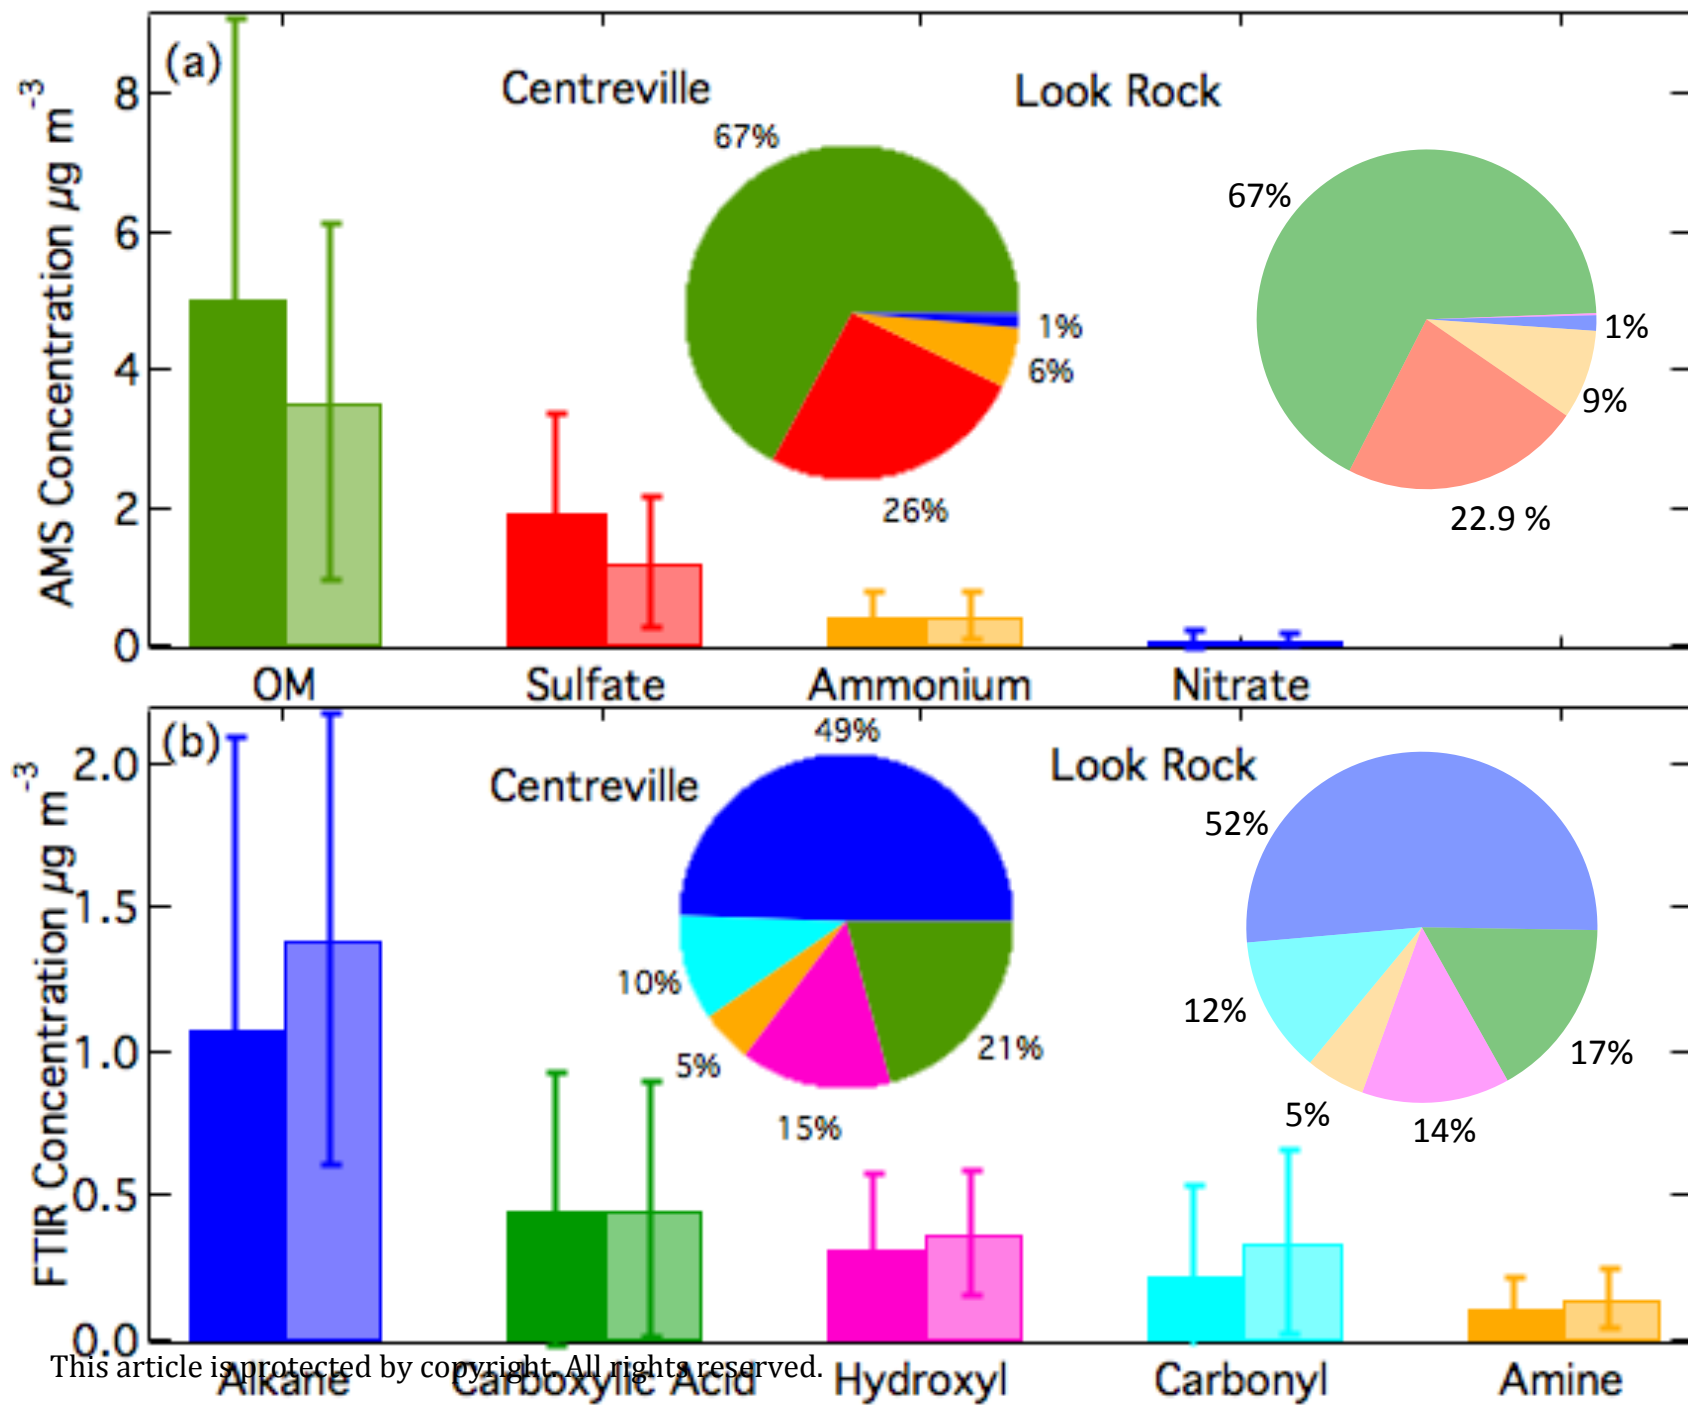 (a)
Centreville
Look Rock
AMS Concentration µg m-3
8
6
4
2
0
67%
1%
6%
26%
67%
1%
9%
22.9 %
OM
Sulfate
Ammonium
Nitrate
(b)
Centreville
Look Rock
FTIR Concentration µg m-3
2.0
1.5
1.0
0.5
0.0
49%
10%
5%
15%
21%
52%
12%
5%
14%
17%
This article is protected by copyright. All rights reserved.
Alkane
Carboxylic Acid
Hydroxyl
Carbonyl
Amine